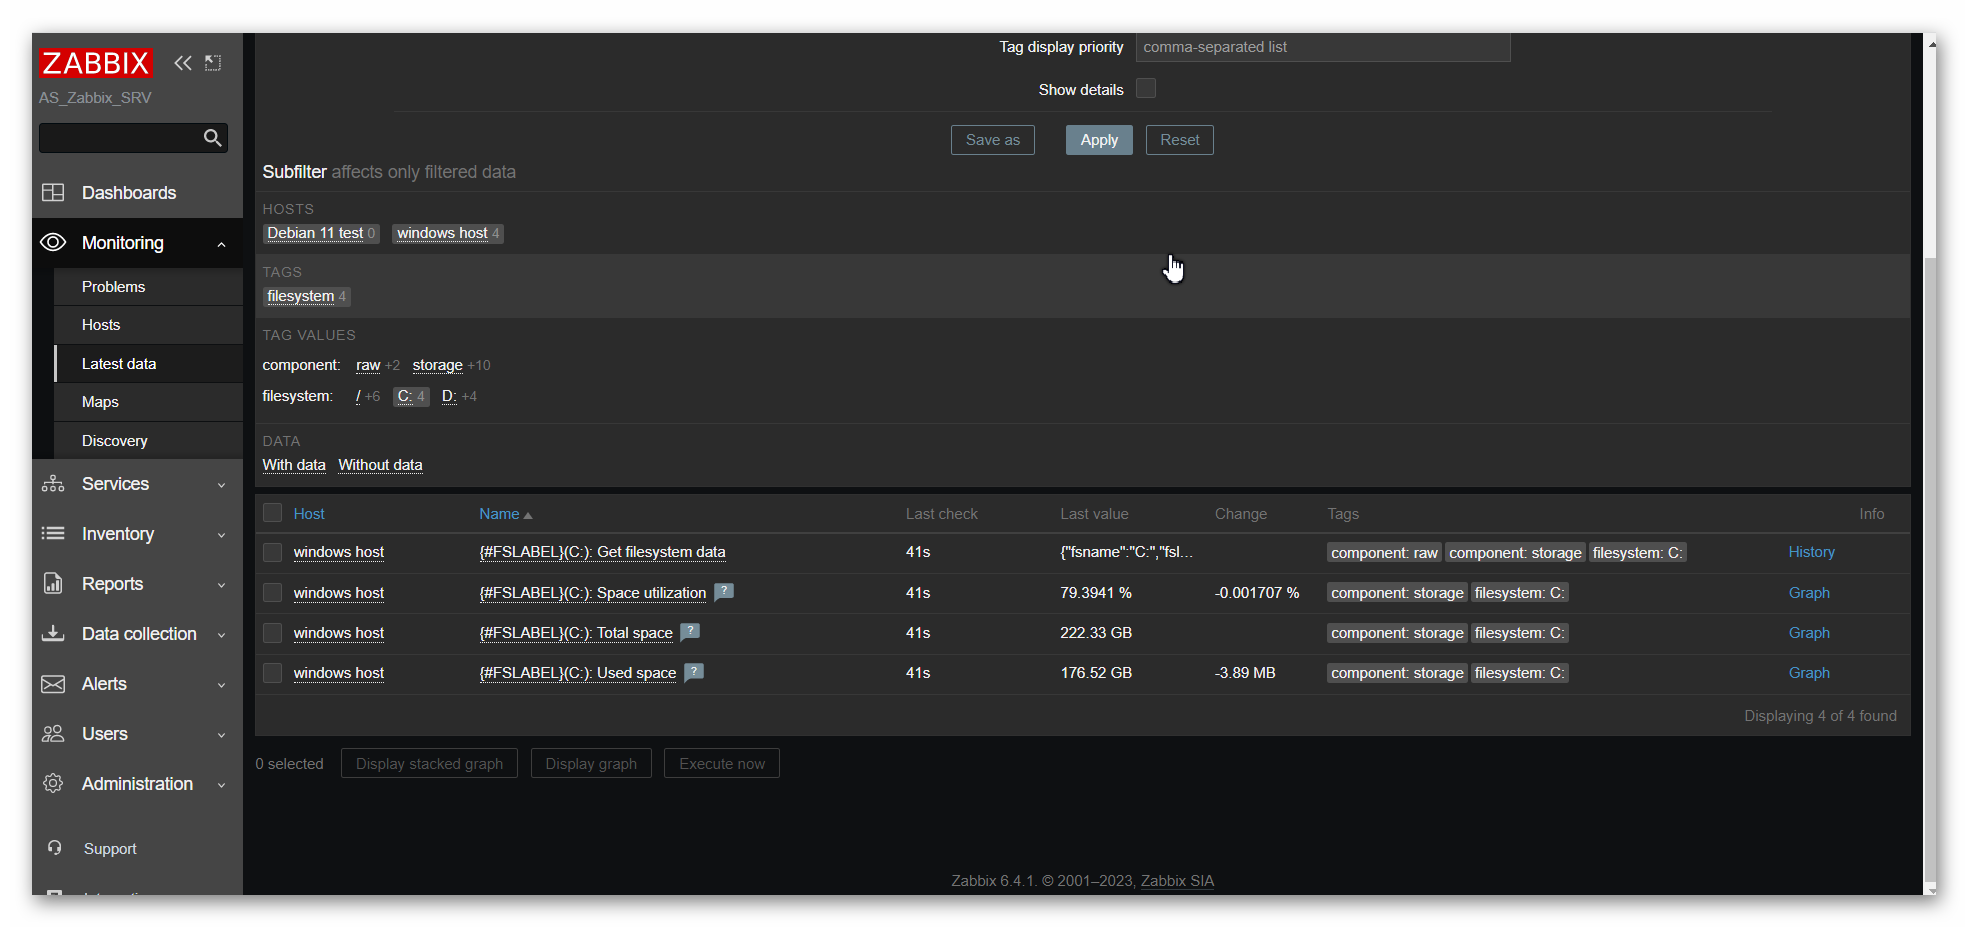 ZABBIX
AS_Zabbix_SRV
Dashboards
Monitoring
Problems
Hosts
Latest data
Maps
Discovery
Services
Inventory
Reports
Data collection
Alerts
Users
Administration
Support
Tag display priority comma-separated list
Show details
Save as Apply Reset
Subfilter affects only filtered data
HOSTS
Debian 11 test 0 windows host 4
TAGS
filesystem 4
TAG VALUES
component: raw +2 storage +10
filesystem: / +6 C: 4 D: +4
DATA
With data Without data
Host Name Last check Last value Change Tags Info
windows host {#FSLABEL}(C:): Get filesystem data 41s {"fsname":"C:","fsl... component: raw component: storage filesystem: C: History
windows host {#FSLABEL}(C:): Space utilization ? 41s 79.3941 % -0.001707 % component: storage filesystem: C: Graph
windows host {#FSLABEL}(C:): Total space ? 41s 222.33 GB component: storage filesystem: C: Graph
windows host {#FSLABEL}(C:): Used space ? 41s 176.52 GB -3.89 MB component: storage filesystem: C: Graph
Displaying 4 of 4 found
0 selected Display stacked graph Display graph Execute now
Zabbix 6.4.1. © 2001–2023, Zabbix SIA